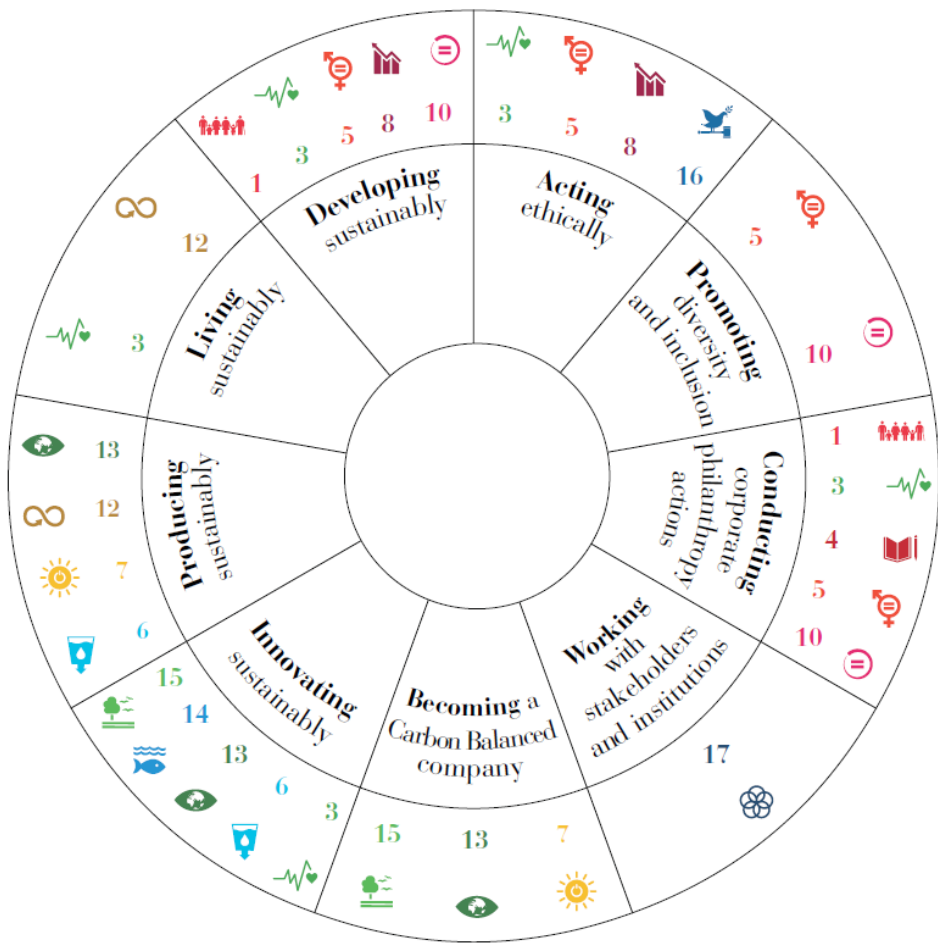 Developing
sustainably
1
3
5
8
10
Acting
ethically
3
5
8
16
Promoting
diversity
and inclusion
5
10
Conducting
corporate
philanthropy
actions
1
3
4
5
10
Working
with
stakeholders
and institutions
17
Becoming a
Carbon Balanced
company
7
13
15
Innovating
sustainably
3
6
13
14
15
Producing
sustainably
6
7
12
13
Living
sustainably
3
12